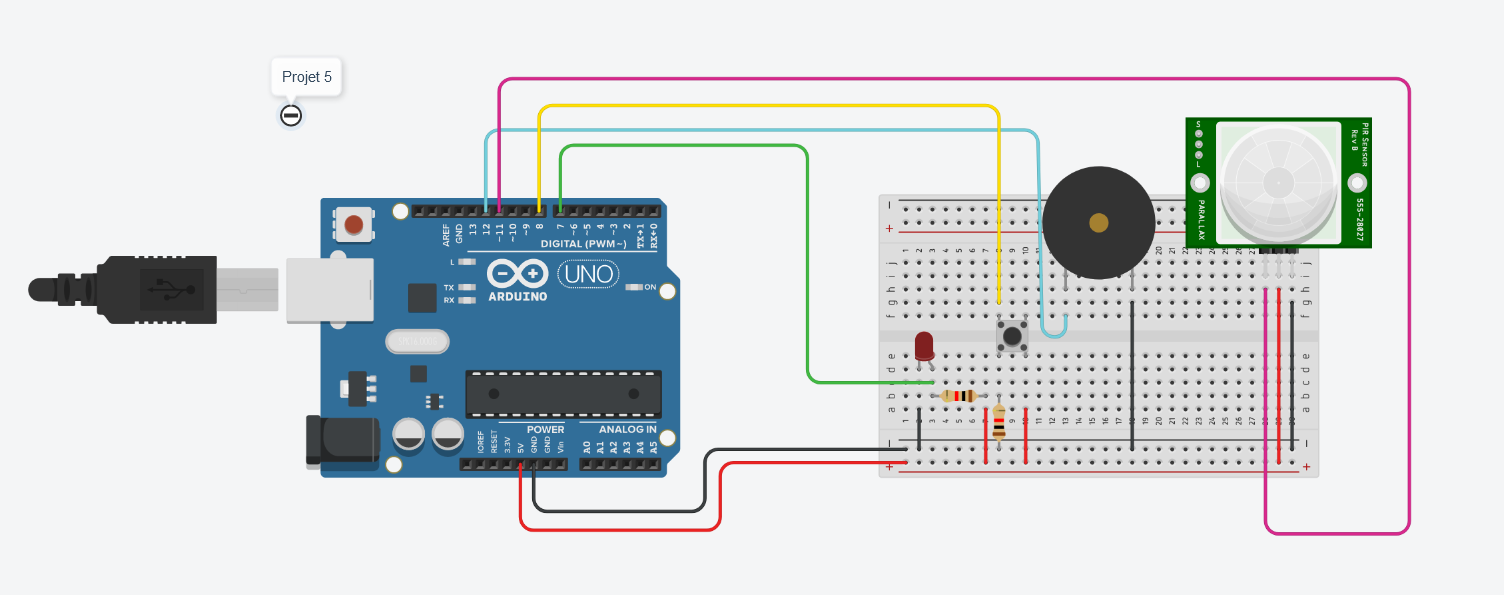 Projet 5
S
L
PIR SENSOR
REV B
PARALLAX
555-28027
AREF
GND
13
12
~11
~10
~9
8
7
~6
~5
4
~3
2
TX→1
RX←0
DIGITAL (PWM~)
L
TX
RX
UNO
ON
ARDUINO
POWER
ANALOG IN
IOREF
RESET
3.3V
5V
GND
GND
Vin
A0
A1
A2
A3
A4
A5
j
i
h
g
f
e
d
c
b
a